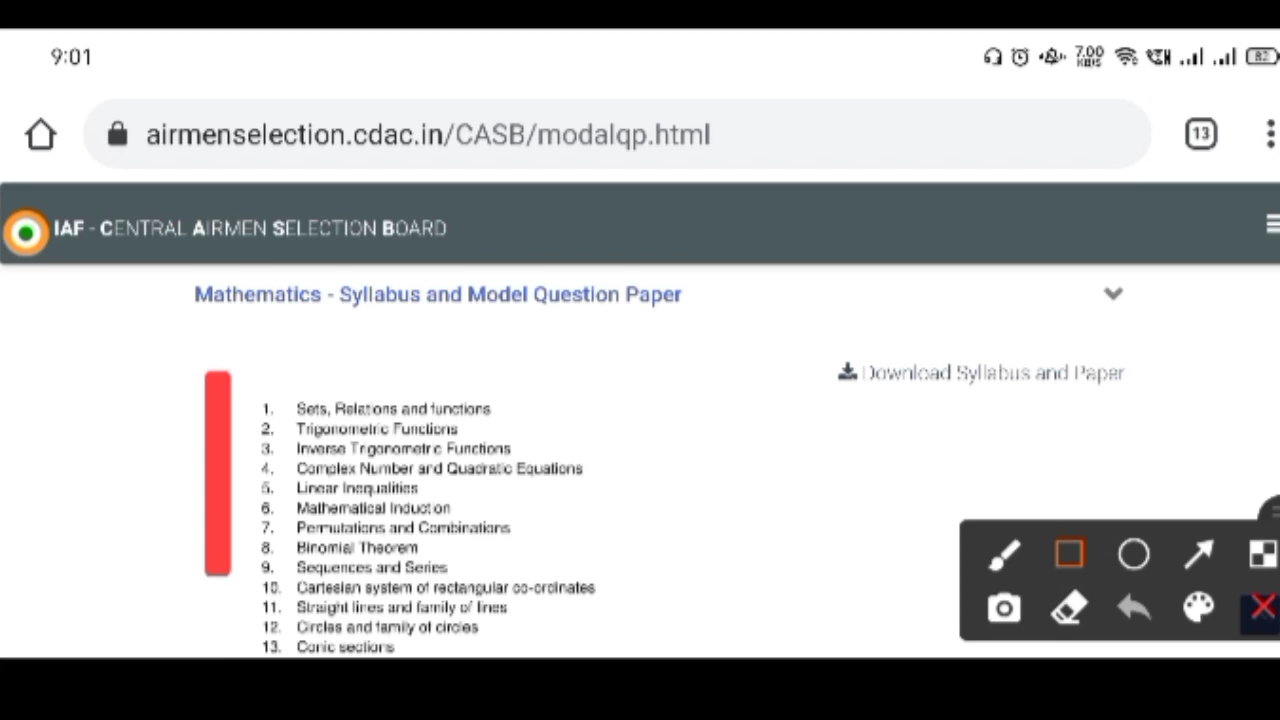 9:01
7.00
KB/S
82
airmenselection.cdac.in/CASB/modalqp.html
13
IAF - CENTRAL AIRMEN SELECTION BOARD
Mathematics - Syllabus and Model Question Paper
Download Syllabus and Paper
1. Sets, Relations and functions
2. Trigonometric Functions
3. Inverse Trigonometric Functions
4. Complex Number and Quadratic Equations
5. Linear Inequalities
6. Mathematical Induction
7. Permutations and Combinations
8. Binomial Theorem
9. Sequences and Series
10. Cartesian system of rectangular co-ordinates
11. Straight lines and family of lines
12. Circles and family of circles
13. Conic sections